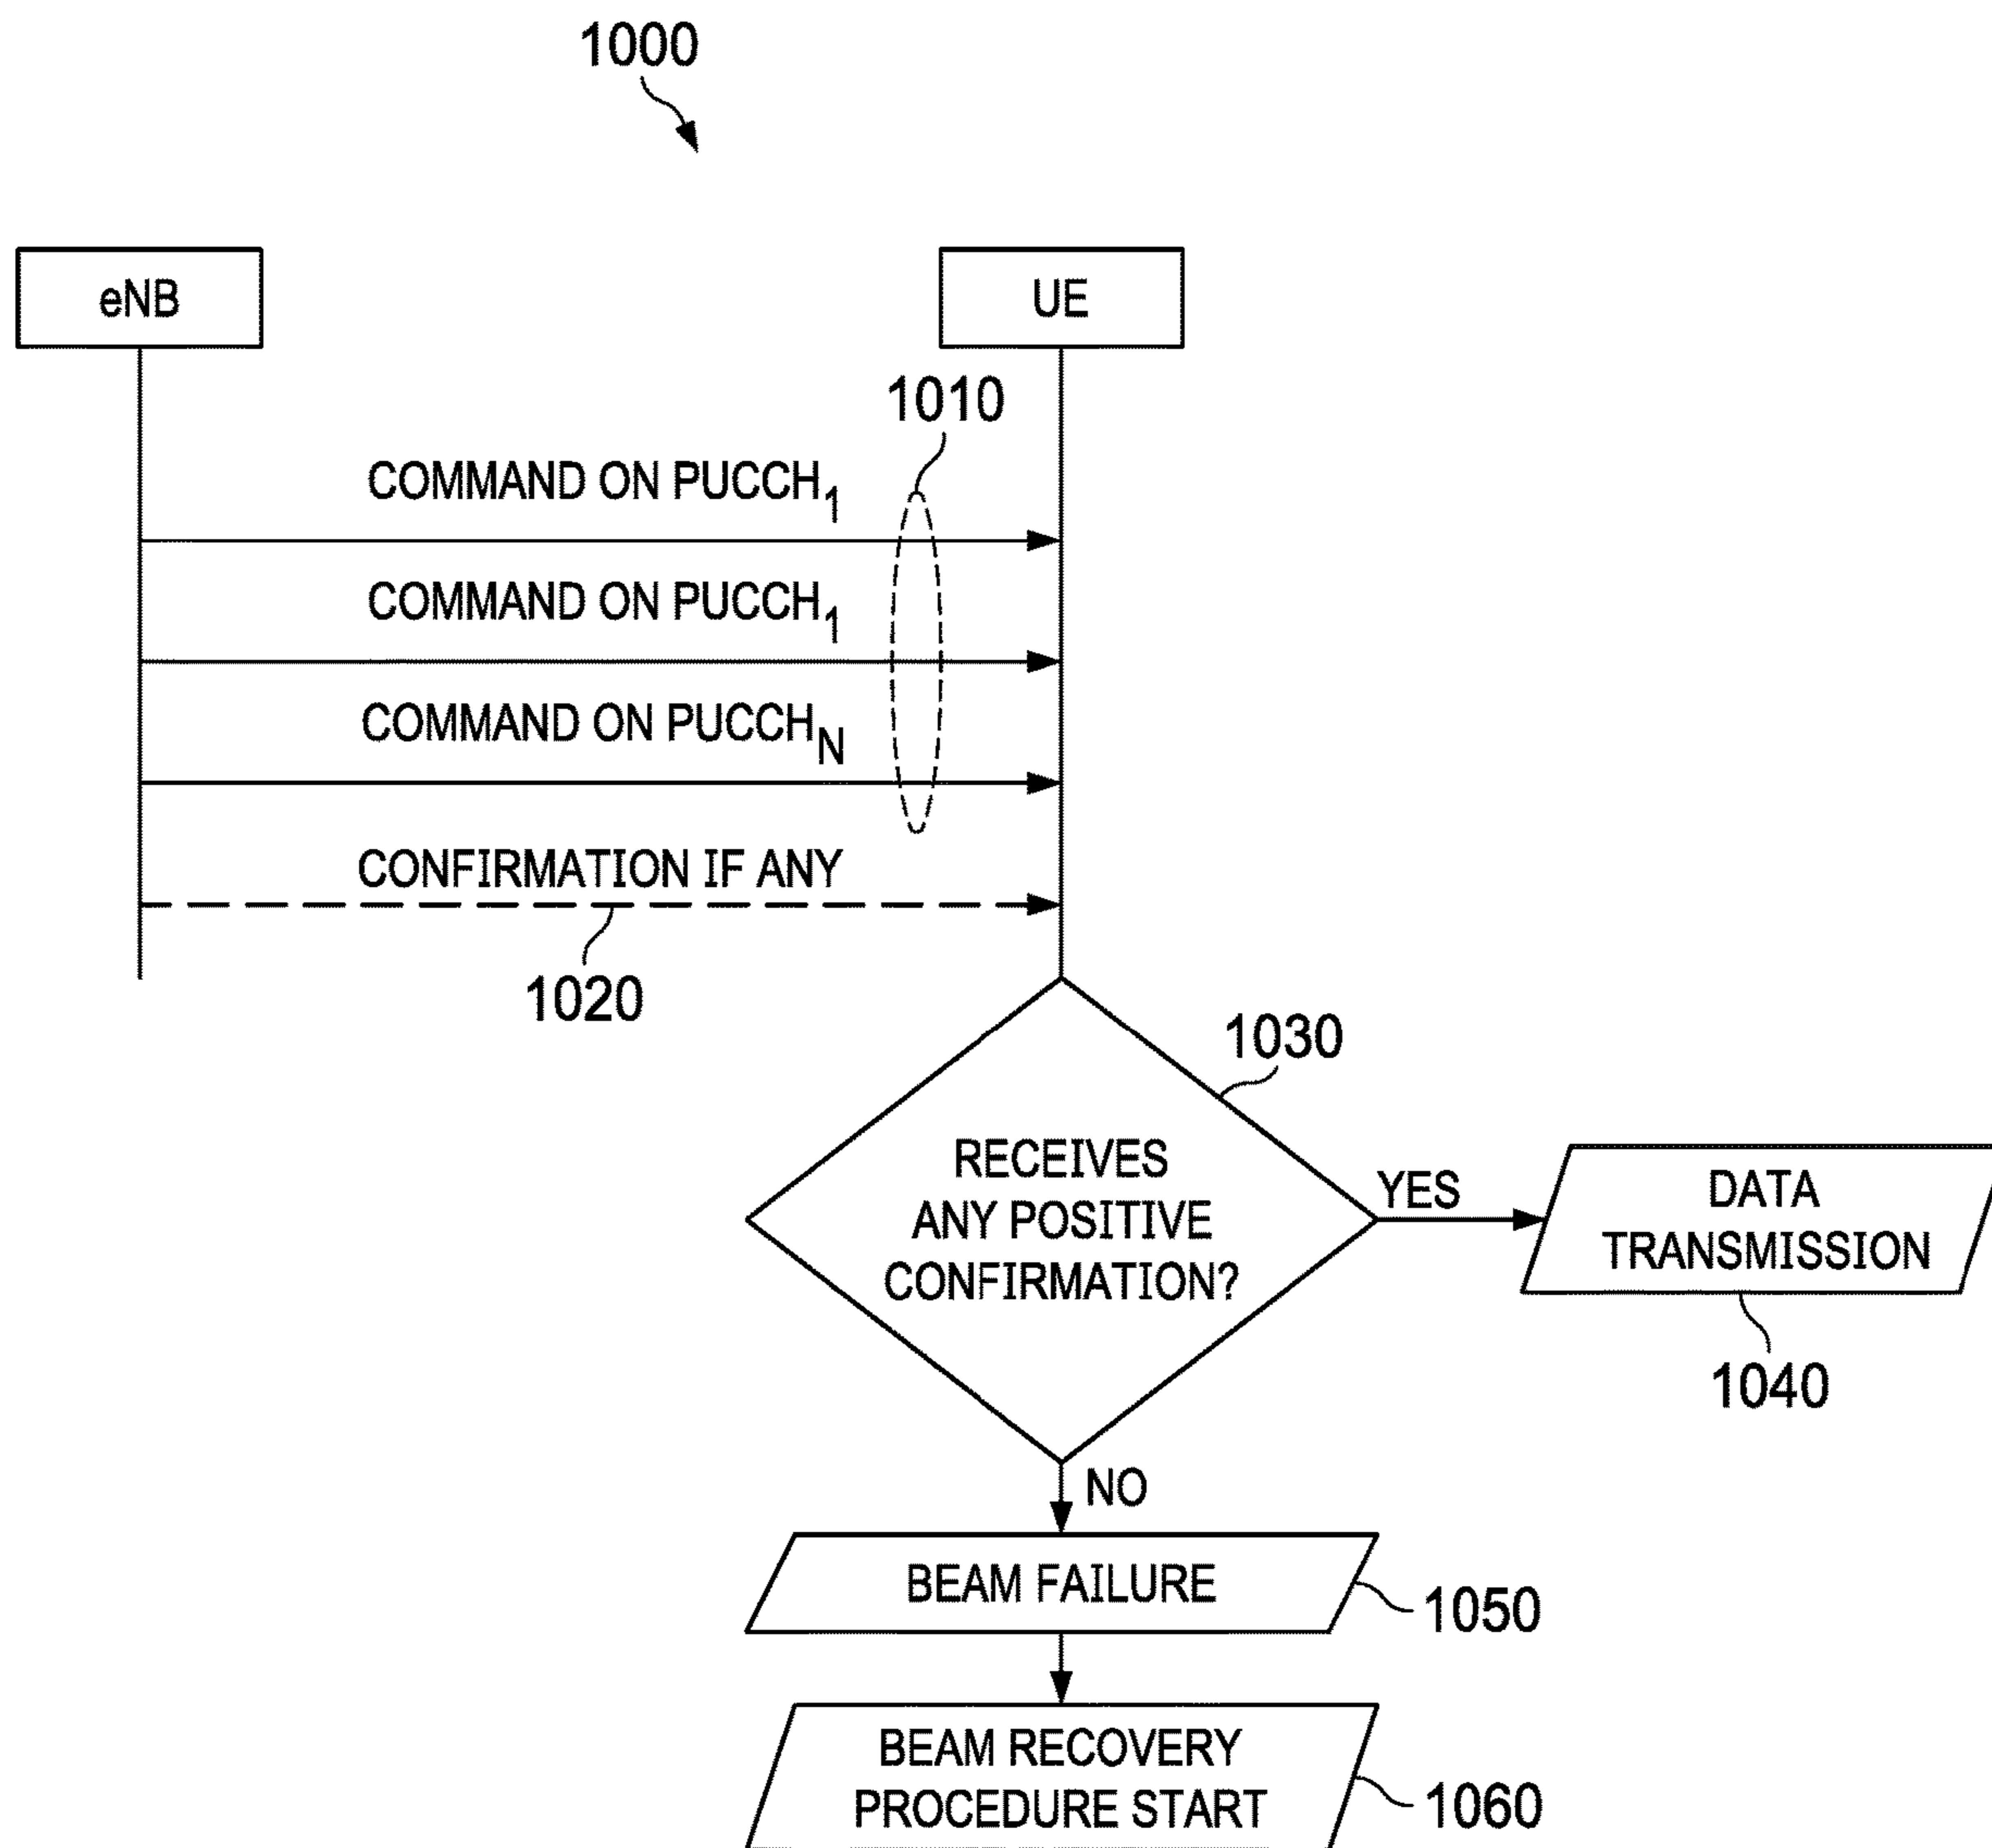 1000
eNB
UE
1010
COMMAND ON PUCCH1
COMMAND ON PUCCH1
COMMAND ON PUCCHN
CONFIRMATION IF ANY
1020
1030
RECEIVES
ANY POSITIVE
CONFIRMATION?
YES
DATA
TRANSMISSION
1040
NO
BEAM FAILURE
1050
BEAM RECOVERY
PROCEDURE START
1060